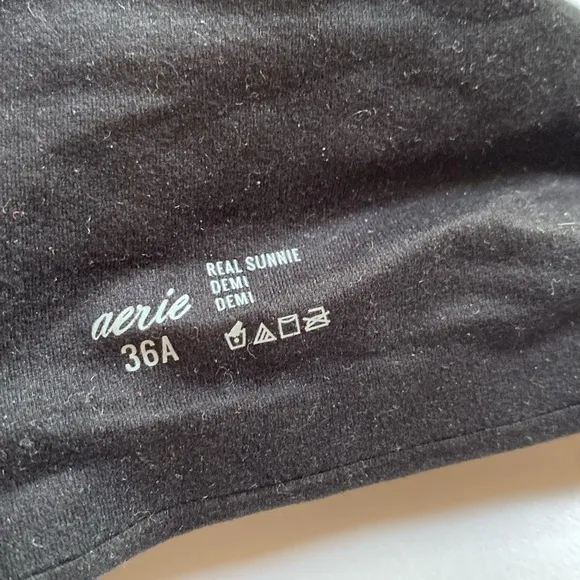 aerie
36A
REAL SUNNIE
DEMI
DEMI